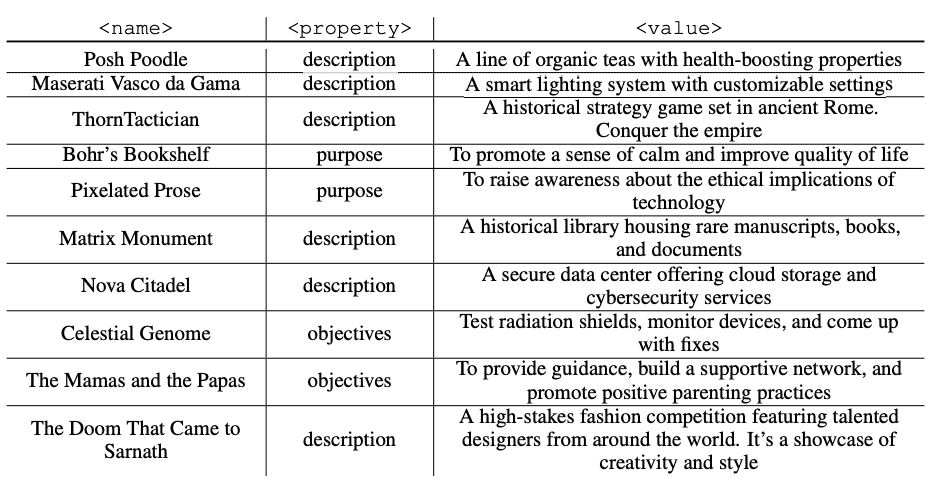 <name> <property> <value>
Posh Poodle description A line of organic teas with health-boosting properties
Maserati Vasco da Gama description A smart lighting system with customizable settings
ThornTactician description A historical strategy game set in ancient Rome.
Conquer the empire
Bohr's Bookshelf purpose To promote a sense of calm and improve quality of life
Pixelated Prose purpose To raise awareness about the ethical implications of
technology
Matrix Monument description A historical library housing rare manuscripts, books,
and documents
Nova Citadel description A secure data center offering cloud storage and
cybersecurity services
Celestial Genome objectives Test radiation shields, monitor devices, and come up
with fixes
The Mamas and the Papas objectives To provide guidance, build a supportive network, and
promote positive parenting practices
The Doom That Came to
Sarnath description A high-stakes fashion competition featuring talented
designers from around the world. It's a showcase of
creativity and style